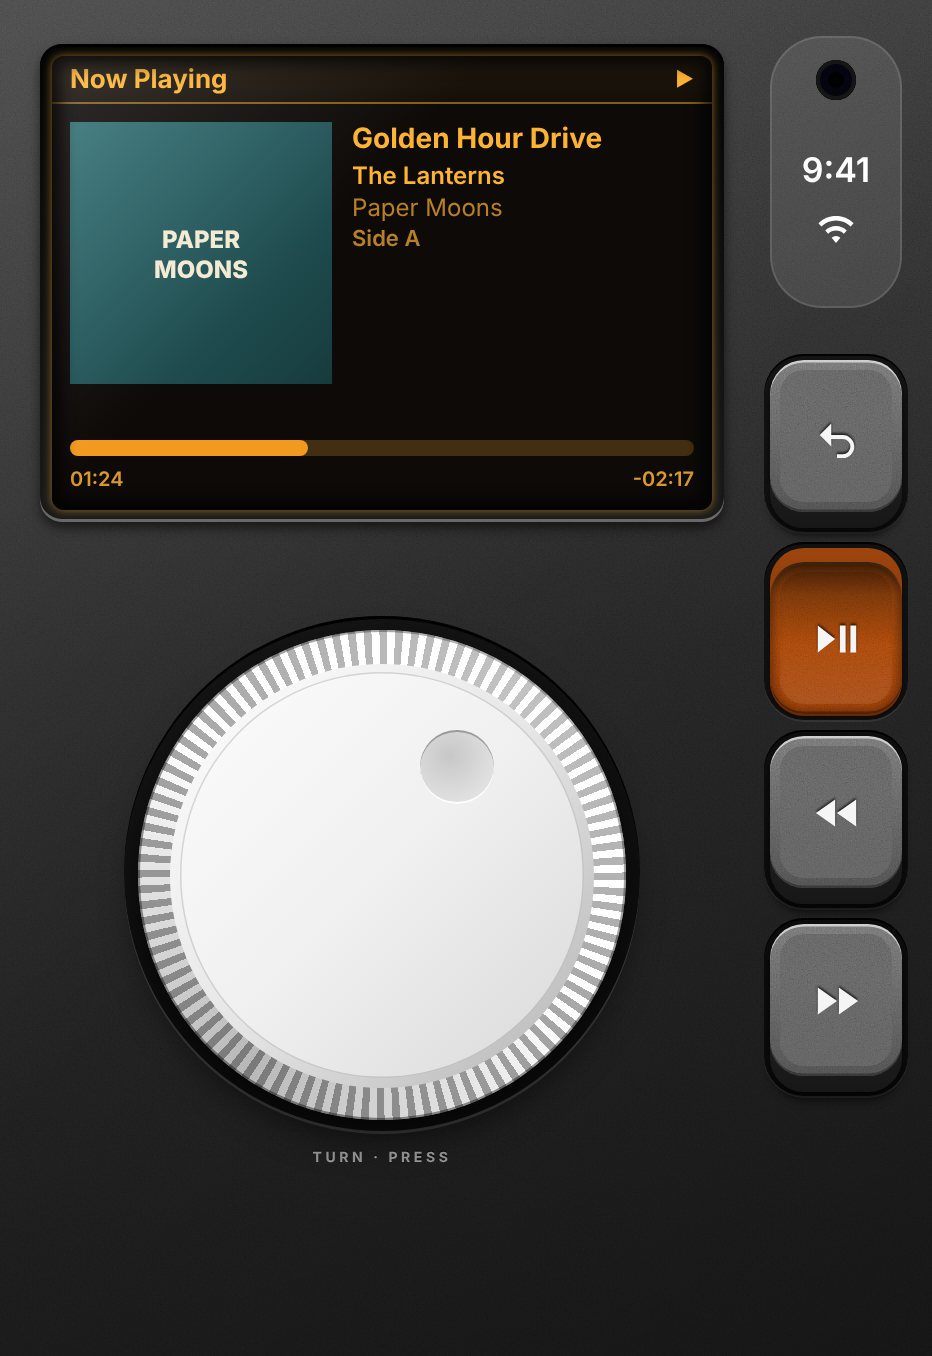 Now Playing
PAPER
MOONS
Golden Hour Drive
The Lanterns
Paper Moons
Side A
01:24
-02:17
9:41
TURN · PRESS